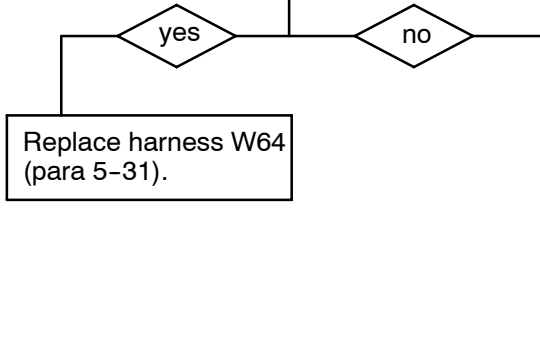 yes
no
Replace harness W64
(para 5-31).